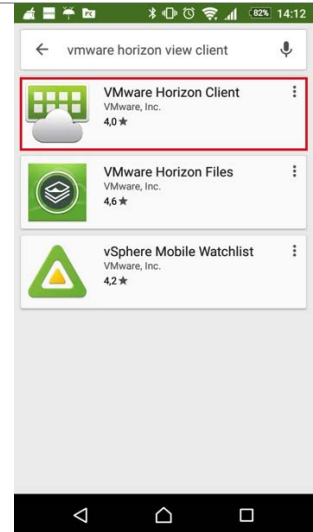 82% 14:12
vmware horizon view client
VMware Horizon Client
VMware, Inc.
4,0 ★
VMware Horizon Files
VMware, Inc.
4,6 ★
vSphere Mobile Watchlist
VMware, Inc.
4,2 ★